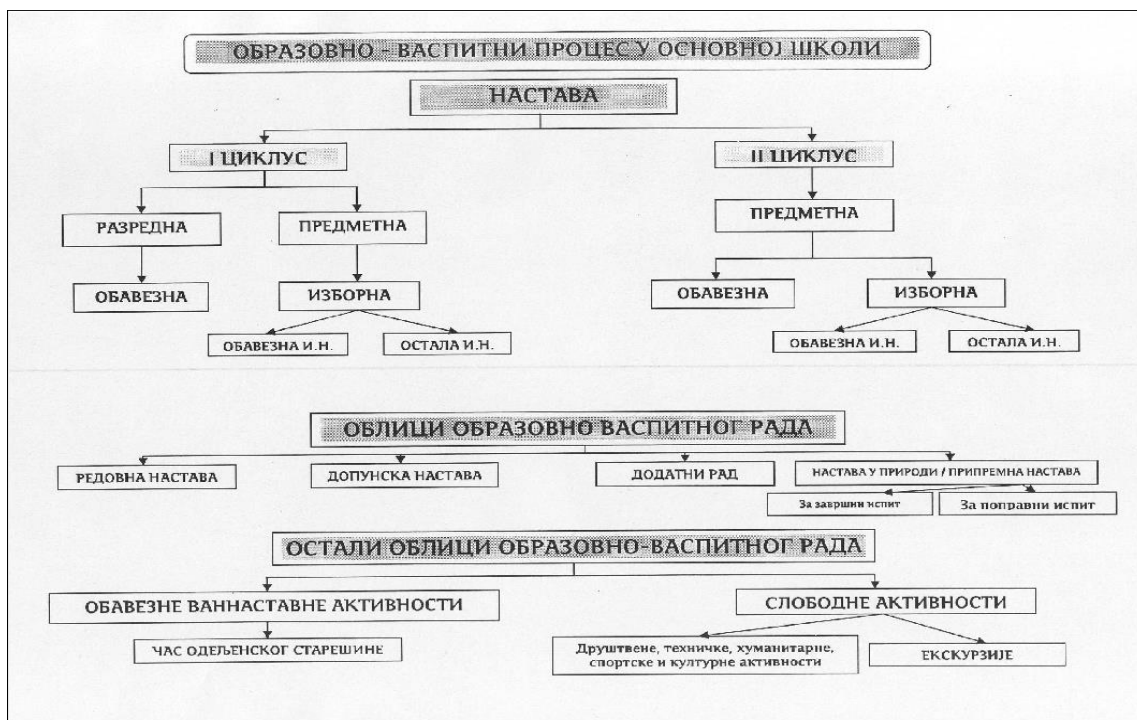 ОБРАЗОВНО - ВАСПИТНИ ПРОЦЕС У ОСНОВНОЈ ШКОЛИ
НАСТАВА
I ЦИКЛУС
II ЦИКЛУС
РАЗРЕДНА
ПРЕДМЕТНА
ПРЕДМЕТНА
ОБАВЕЗНА
ИЗБОРНА
ОБАВЕЗНА
ИЗБОРНА
ОБАВЕЗНА И.Н.
ОСТАЛА И.Н.
ОБАВЕЗНА И.Н.
ОСТАЛА И.Н.
ОБЛИЦИ ОБРАЗОВНО ВАСПИТНОГ РАДА
РЕДОВНА НАСТАВА
ДОПУНСКА НАСТАВА
ДОДАТНИ РАД
НАСТАВА У ПРИРОДИ / ПРИПРЕМНА НАСТАВА
За завршни испит
За поправни испит
ОСТАЛИ ОБЛИЦИ ОБРАЗОВНО-ВАСПИТНОГ РАДА
ОБАВЕЗНЕ ВАННАСТАВНЕ АКТИВНОСТИ
СЛОБОДНЕ АКТИВНОСТИ
ЧАС ОДЕЉЕНСКОГ СТАРЕШИНЕ
Друштвене, техничке, хуманитарне,
спортске и културне активности
ЕКСКУРЗИЈЕ